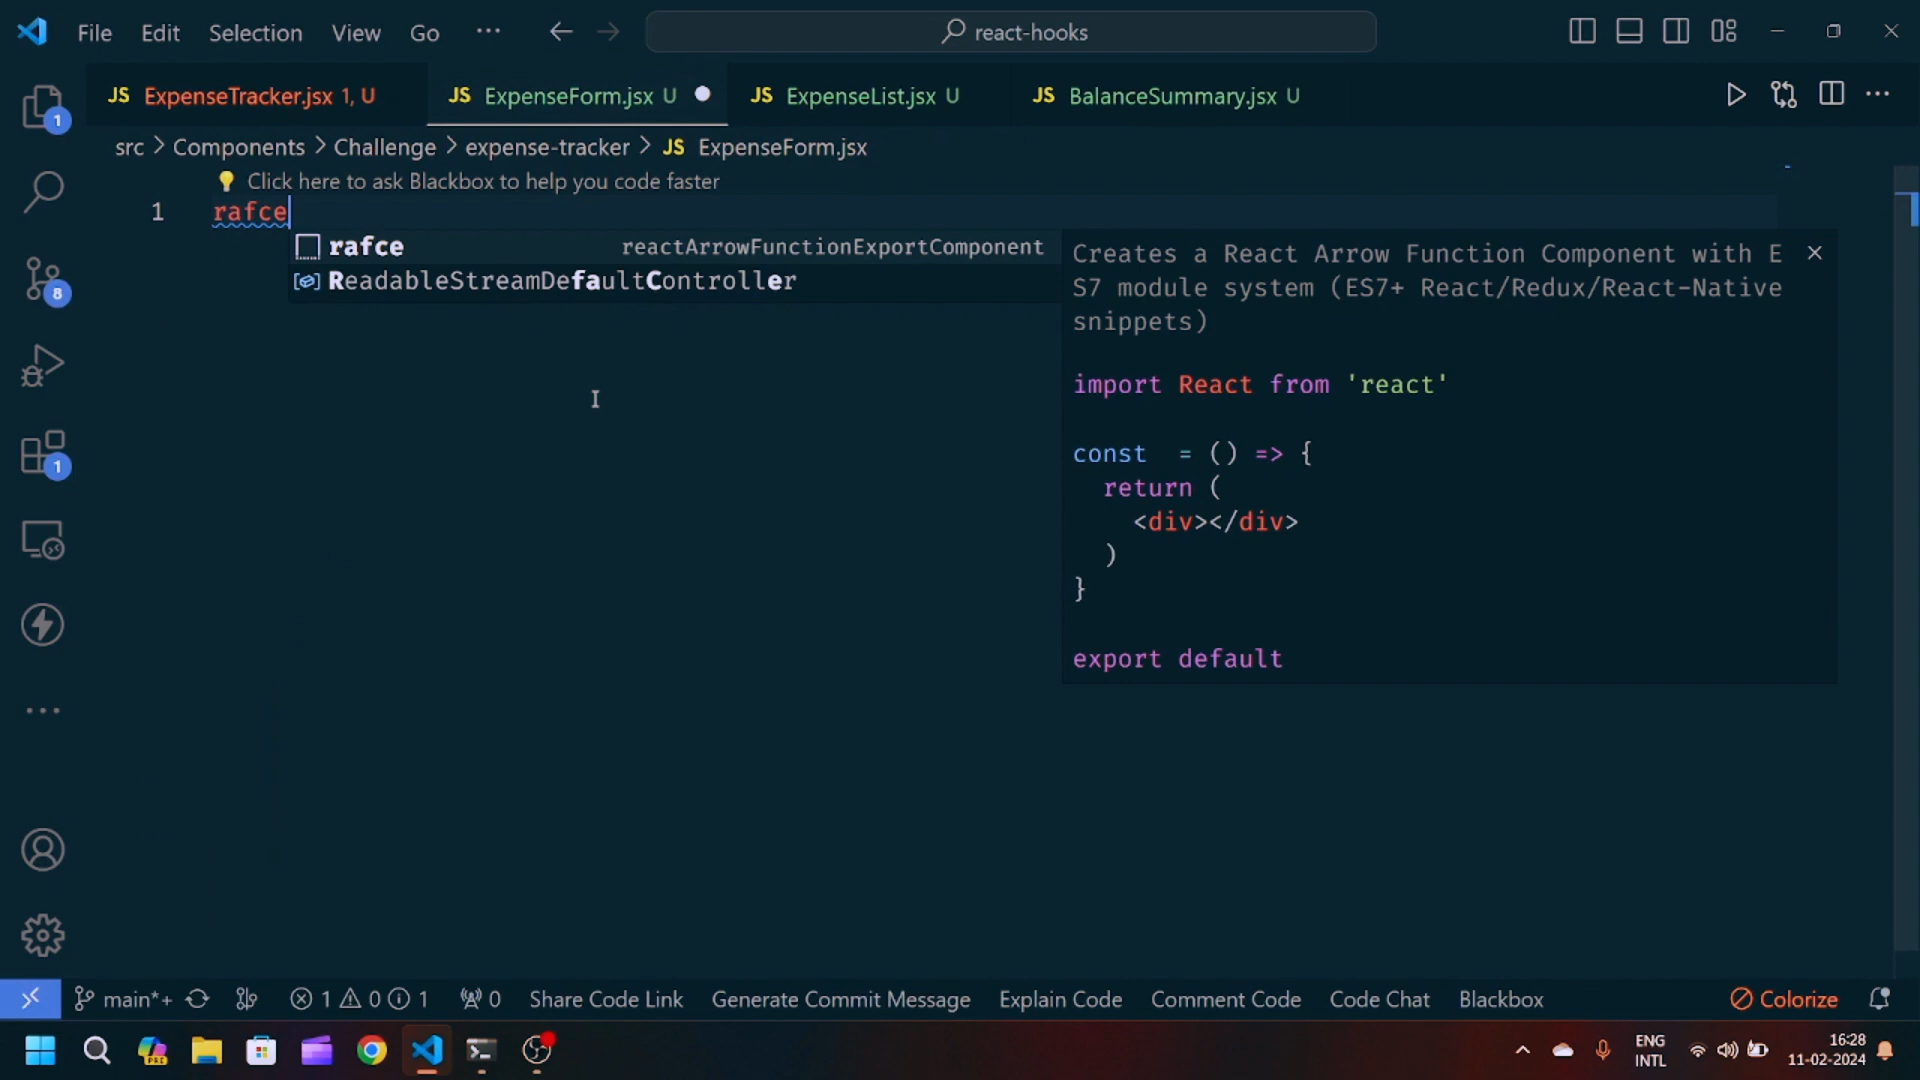 File Edit Selection View Go ··· react-hooks
JS ExpenseTracker.jsx 1, U JS ExpenseForm.jsx U JS ExpenseList.jsx U JS BalanceSummary.jsx U
1
src > Components > Challenge > expense-tracker > JS ExpenseForm.jsx
Click here to ask Blackbox to help you code faster
1 rafce
rafce reactArrowFunctionExportComponent
ReadableStreamDefaultController
Creates a React Arrow Function Component with E
S7 module system (ES7+ React/Redux/React-Native
snippets)
import React from 'react'
const = () => {
return (
<div></div>
)
}
export default
8
1
main*+ 1 0 1 0 Share Code Link Generate Commit Message Explain Code Comment Code Code Chat Blackbox Colorize
PRE
ENG
INTL
16:28
11-02-2024